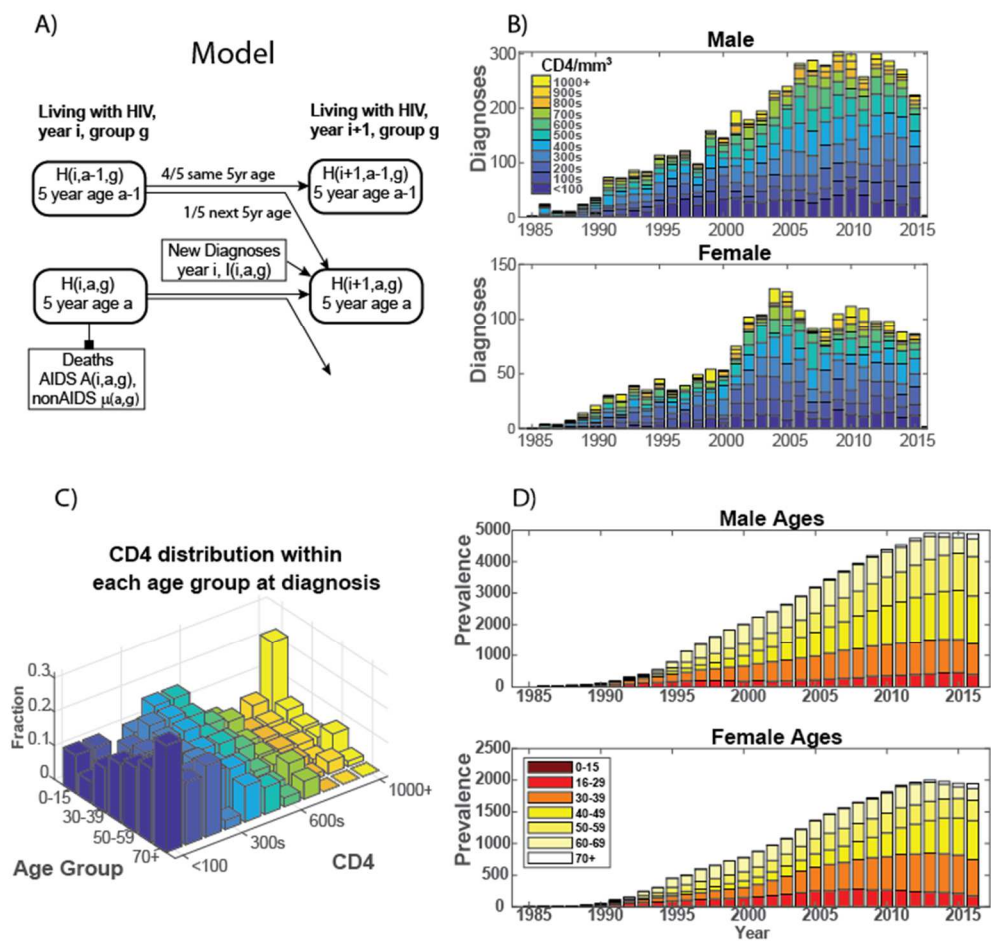 A)
Model
Living with HIV,
year i, group g
Living with HIV,
year i+1, group g
H(i,a-1,g)
5 year age a-1
4/5 same 5yr age
H(i+1,a-1,g)
5 year age a-1
1/5 next 5yr age
New Diagnoses
year i, I(i,a,g)
H(i,a,g)
5 year age a
H(i+1,a,g)
5 year age a
Deaths
AIDS A(i,a,g),
nonAIDS μ(a,g)
B)
Male
Diagnoses
300
200
100
0
CD4/mm³
1000+
900s
800s
700s
600s
500s
400s
300s
200s
100s
<100
1985 1990 1995 2000 2005 2010 2015
Female
Diagnoses
150
100
50
0
1985 1990 1995 2000 2005 2010 2015
C)
CD4 distribution within
each age group at diagnosis
Fraction
0.3
0.2
0.1
0
0-15
30-39
50-59
70+
Age Group
<100
300s
600s
1000+
CD4
D)
Male Ages
Prevalence
5000
4000
3000
2000
1000
0
1985 1990 1995 2000 2005 2010 2015
Female Ages
Prevalence
2500
2000
1500
1000
500
0
0-15
16-29
30-39
40-49
50-59
60-69
70+
1985 1990 1995 2000 2005 2010 2015
Year